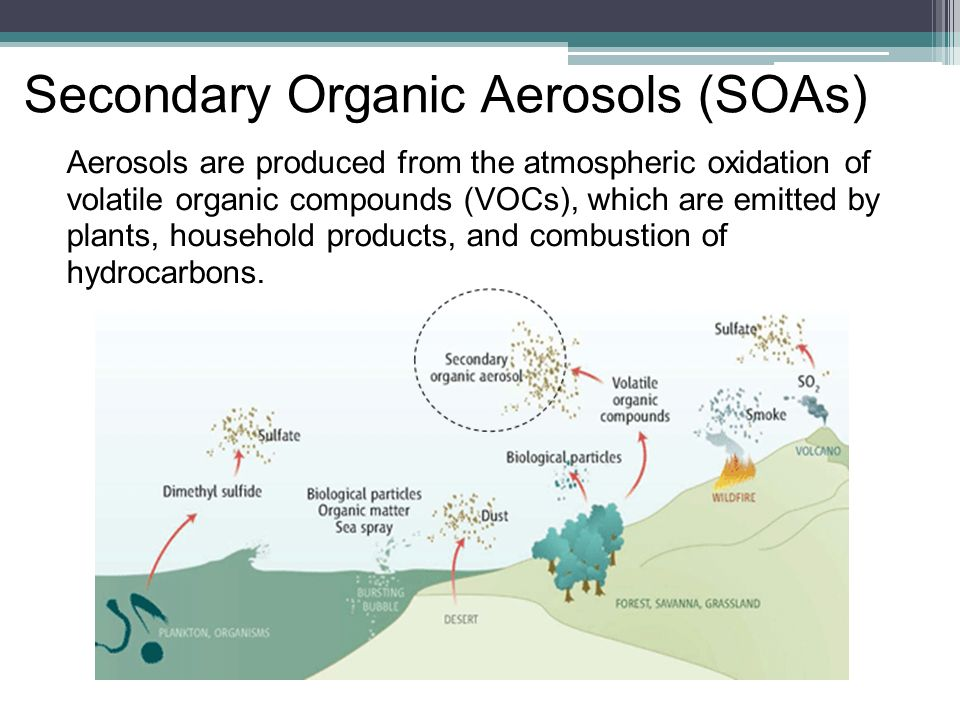 Secondary Organic Aerosols (SOAs)
Aerosols are produced from the atmospheric oxidation of
volatile organic compounds (VOCs), which are emitted by
plants, household products, and combustion of
hydrocarbons.
Secondary
organic aerosol
Volatile
organic
compounds
Sulfate
SO2
Smoke
VOLCANO
WILDFIRE
Sulfate
Dimethyl sulfide
Biological particles
Organic matter
Sea spray
Dust
Biological particles
BURSTING
BUBBLE
PLANKTON, ORGANISMS
DESERT
FOREST, SAVANNA, GRASSLAND